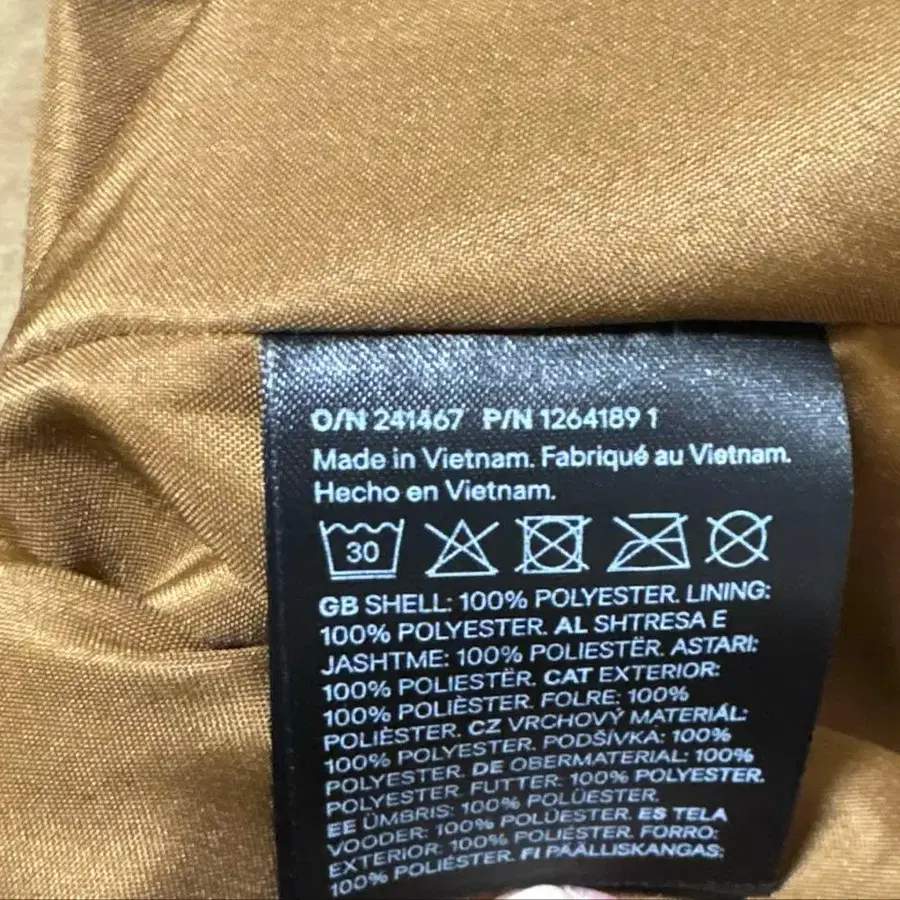 O/N 241467 P/N 1264189 1
Made in Vietnam. Fabriqué au Vietnam.
Hecho en Vietnam.
30
GB SHELL: 100% POLYESTER. LINING:
100% POLYESTER. AL SHTRESA E
JASHTME: 100% POLIESTËR. ASTARI:
100% POLIESTËR. CAT EXTERIOR:
100% POLIÈSTER. FOLRE: 100%
POLIÈSTER. CZ VRCHOVÝ MATERIÁL:
100% POLYESTER. PODŠÍVKA: 100%
POLYESTER. DE OBERMATERIAL: 100%
POLYESTER. FUTTER: 100% POLYESTER.
EE ÜMBRIS: 100% POLÜESTER.
VOODER: 100% POLÜESTER. ES TELA
EXTERIOR: 100% POLIÉSTER. FORRO:
100% POLIÉSTER. FI PÄÄLLISKANGAS: